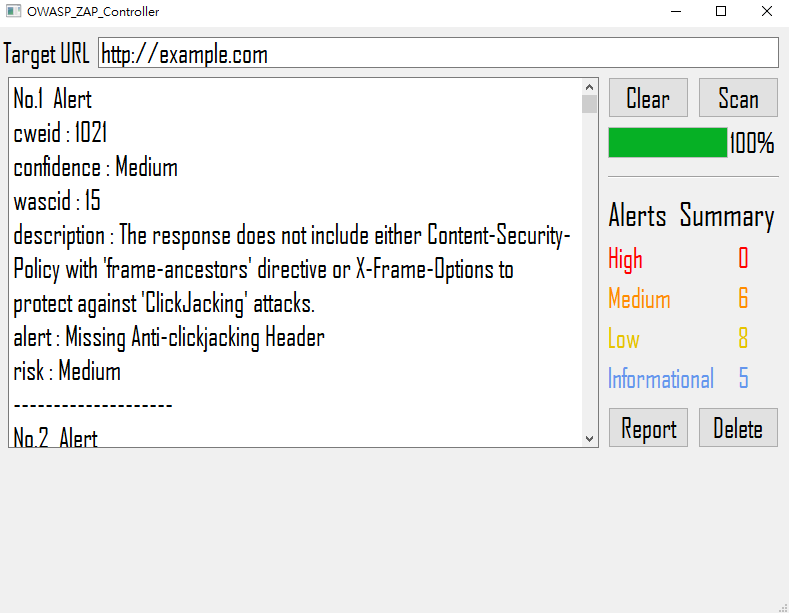 OWASP_ZAP_Controller
Target URL http://example.com
No.1 Alert
cweid : 1021
confidence : Medium
wascid : 15
description : The response does not include either Content-Security-
Policy with 'frame-ancestors' directive or X-Frame-Options to
protect against 'ClickJacking' attacks.
alert : Missing Anti-clickjacking Header
risk : Medium
--------------------
No.2 Alert
Clear Scan
100%
Alerts Summary
High 0
Medium 6
Low 8
Informational 5
Report Delete